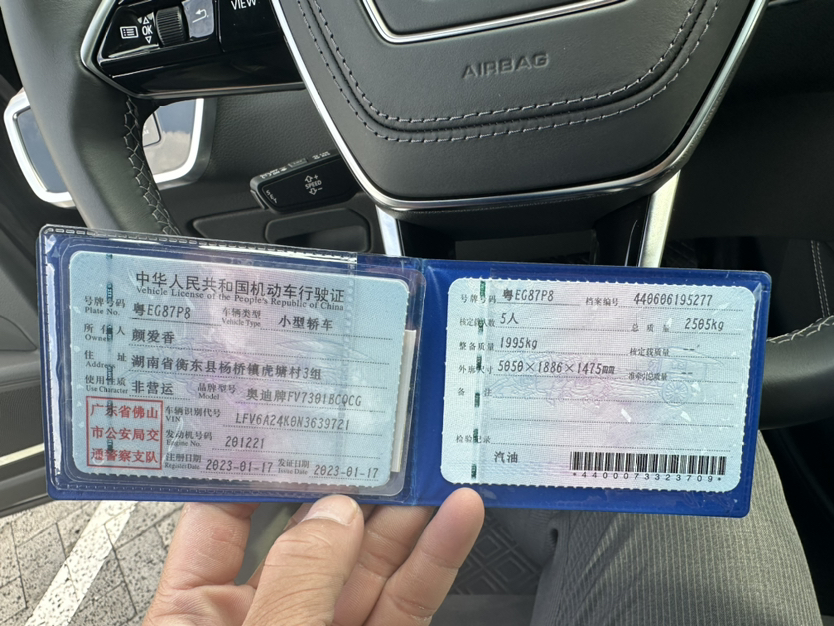 VIEW
OK
AIRBAG
SPEED
中华人民共和国机动车行驶证
Vehicle License of the People's Republic of China
号牌号码 粤EG87P8 车辆类型 小型轿车
Plate No. Vehicle Type
所有人 颜爱香
Owner
住址 湖南省衡东县杨桥镇虎塘村3组
Address
使用性质 非营运 品牌型号 奥迪牌FV7301BCQCG
Use Character Model
广东省佛山
市公安局交
通警察支队
车辆识别代号 LFV6A24K0N3639721
VIN
发动机号码 201221
Engine No.
注册日期 2023-01-17 发证日期 2023-01-17
Register Date Issue Date
号牌号码 粤EG87P8 档案编号 440606195277
核定载人数 5人 总质量 2505kg
整备质量 1995kg 核定载质量 --
外廓尺寸 5050×1886×1475mm 准牵引总质量 --
备注
检验记录
汽油
*4400073323709*